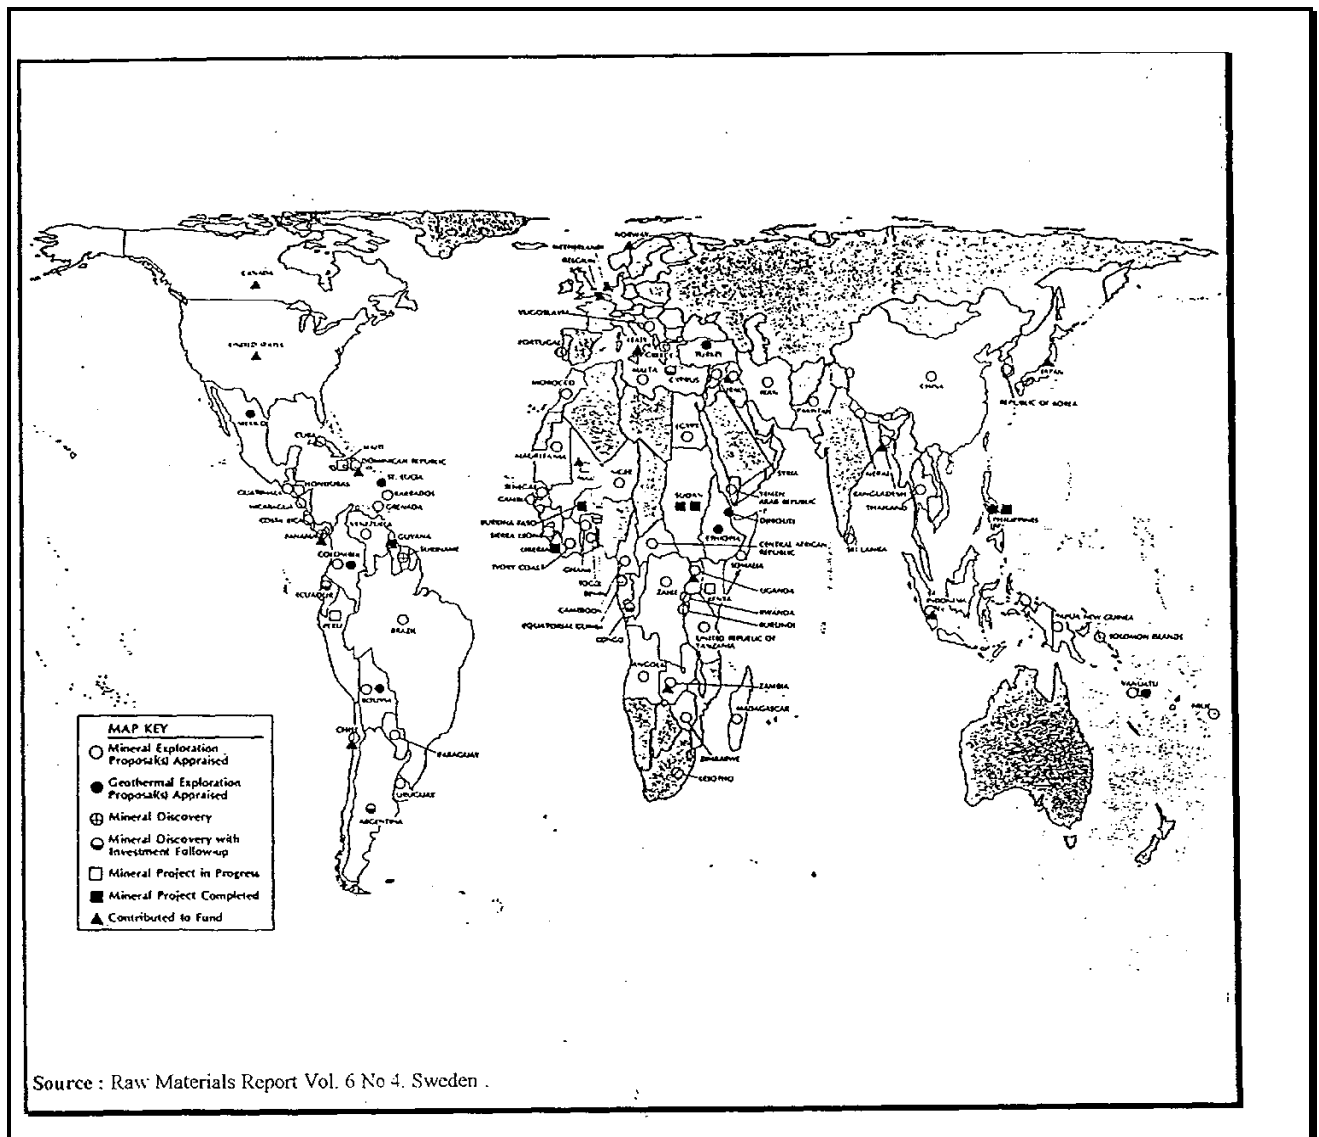 NORWAY
NETHERLANDS
BELGIUM
CANADA
YUGOSLAVIA
UNITED STATES
PORTUGAL
ITALY
GREECE
TURKEY
JAPAN
MALTA
CYPRUS
IRAN
CHINA
MOROCCO
PAKISTAN
REPUBLIC OF KOREA
MEXICO
CUBA
HAITI
EGYPT
MAURITANIA
DOMINICAN REPUBLIC
NEPAL
SYRIA
ST. LUCIA
HONDURAS
SENEGAL
GUATEMALA
BARBADOS
SUDAN
YEMEN
ARAB REPUBLIC
BANGLADESH
GAMBIA
THAILAND
NICARAGUA
GRENADA
COSTA RICA
VENEZUELA
BURKINA FASO
DJIBOUTI
PHILIPPINES
PANAMA
GUYANA
SIERRA LEONE
ETHIOPIA
CENTRAL AFRICAN
REPUBLIC
SRI LANKA
LIBERIA
SURINAME
COLOMBIA
SOMALIA
IVORY COAST
GHANA
TOGO
UGANDA
BENIN
ZAIRE
KENYA
ECUADOR
INDONESIA
CAMEROON
RWANDA
PERU
PAPUA NEW GUINEA
BRAZIL
EQUATORIAL GUINEA
BURUNDI
CONGO
UNITED REPUBLIC OF
TANZANIA
SOLOMON ISLANDS
ANGOLA
ZAMBIA
VANUATU
BOLIVIA
MADAGASCAR
NIUE
CHILE
PARAGUAY
ZIMBABWE
LESOTHO
URUGUAY
ARGENTINA
MAP KEY
Mineral Exploration
Proposal(s) Appraised
Geothermal Exploration
Proposal(s) Appraised
Mineral Discovery
Mineral Discovery with
Investment Follow-up
Mineral Project in Progress
Mineral Project Completed
Contributed to Fund
Source : Raw Materials Report Vol. 6 No 4. Sweden .